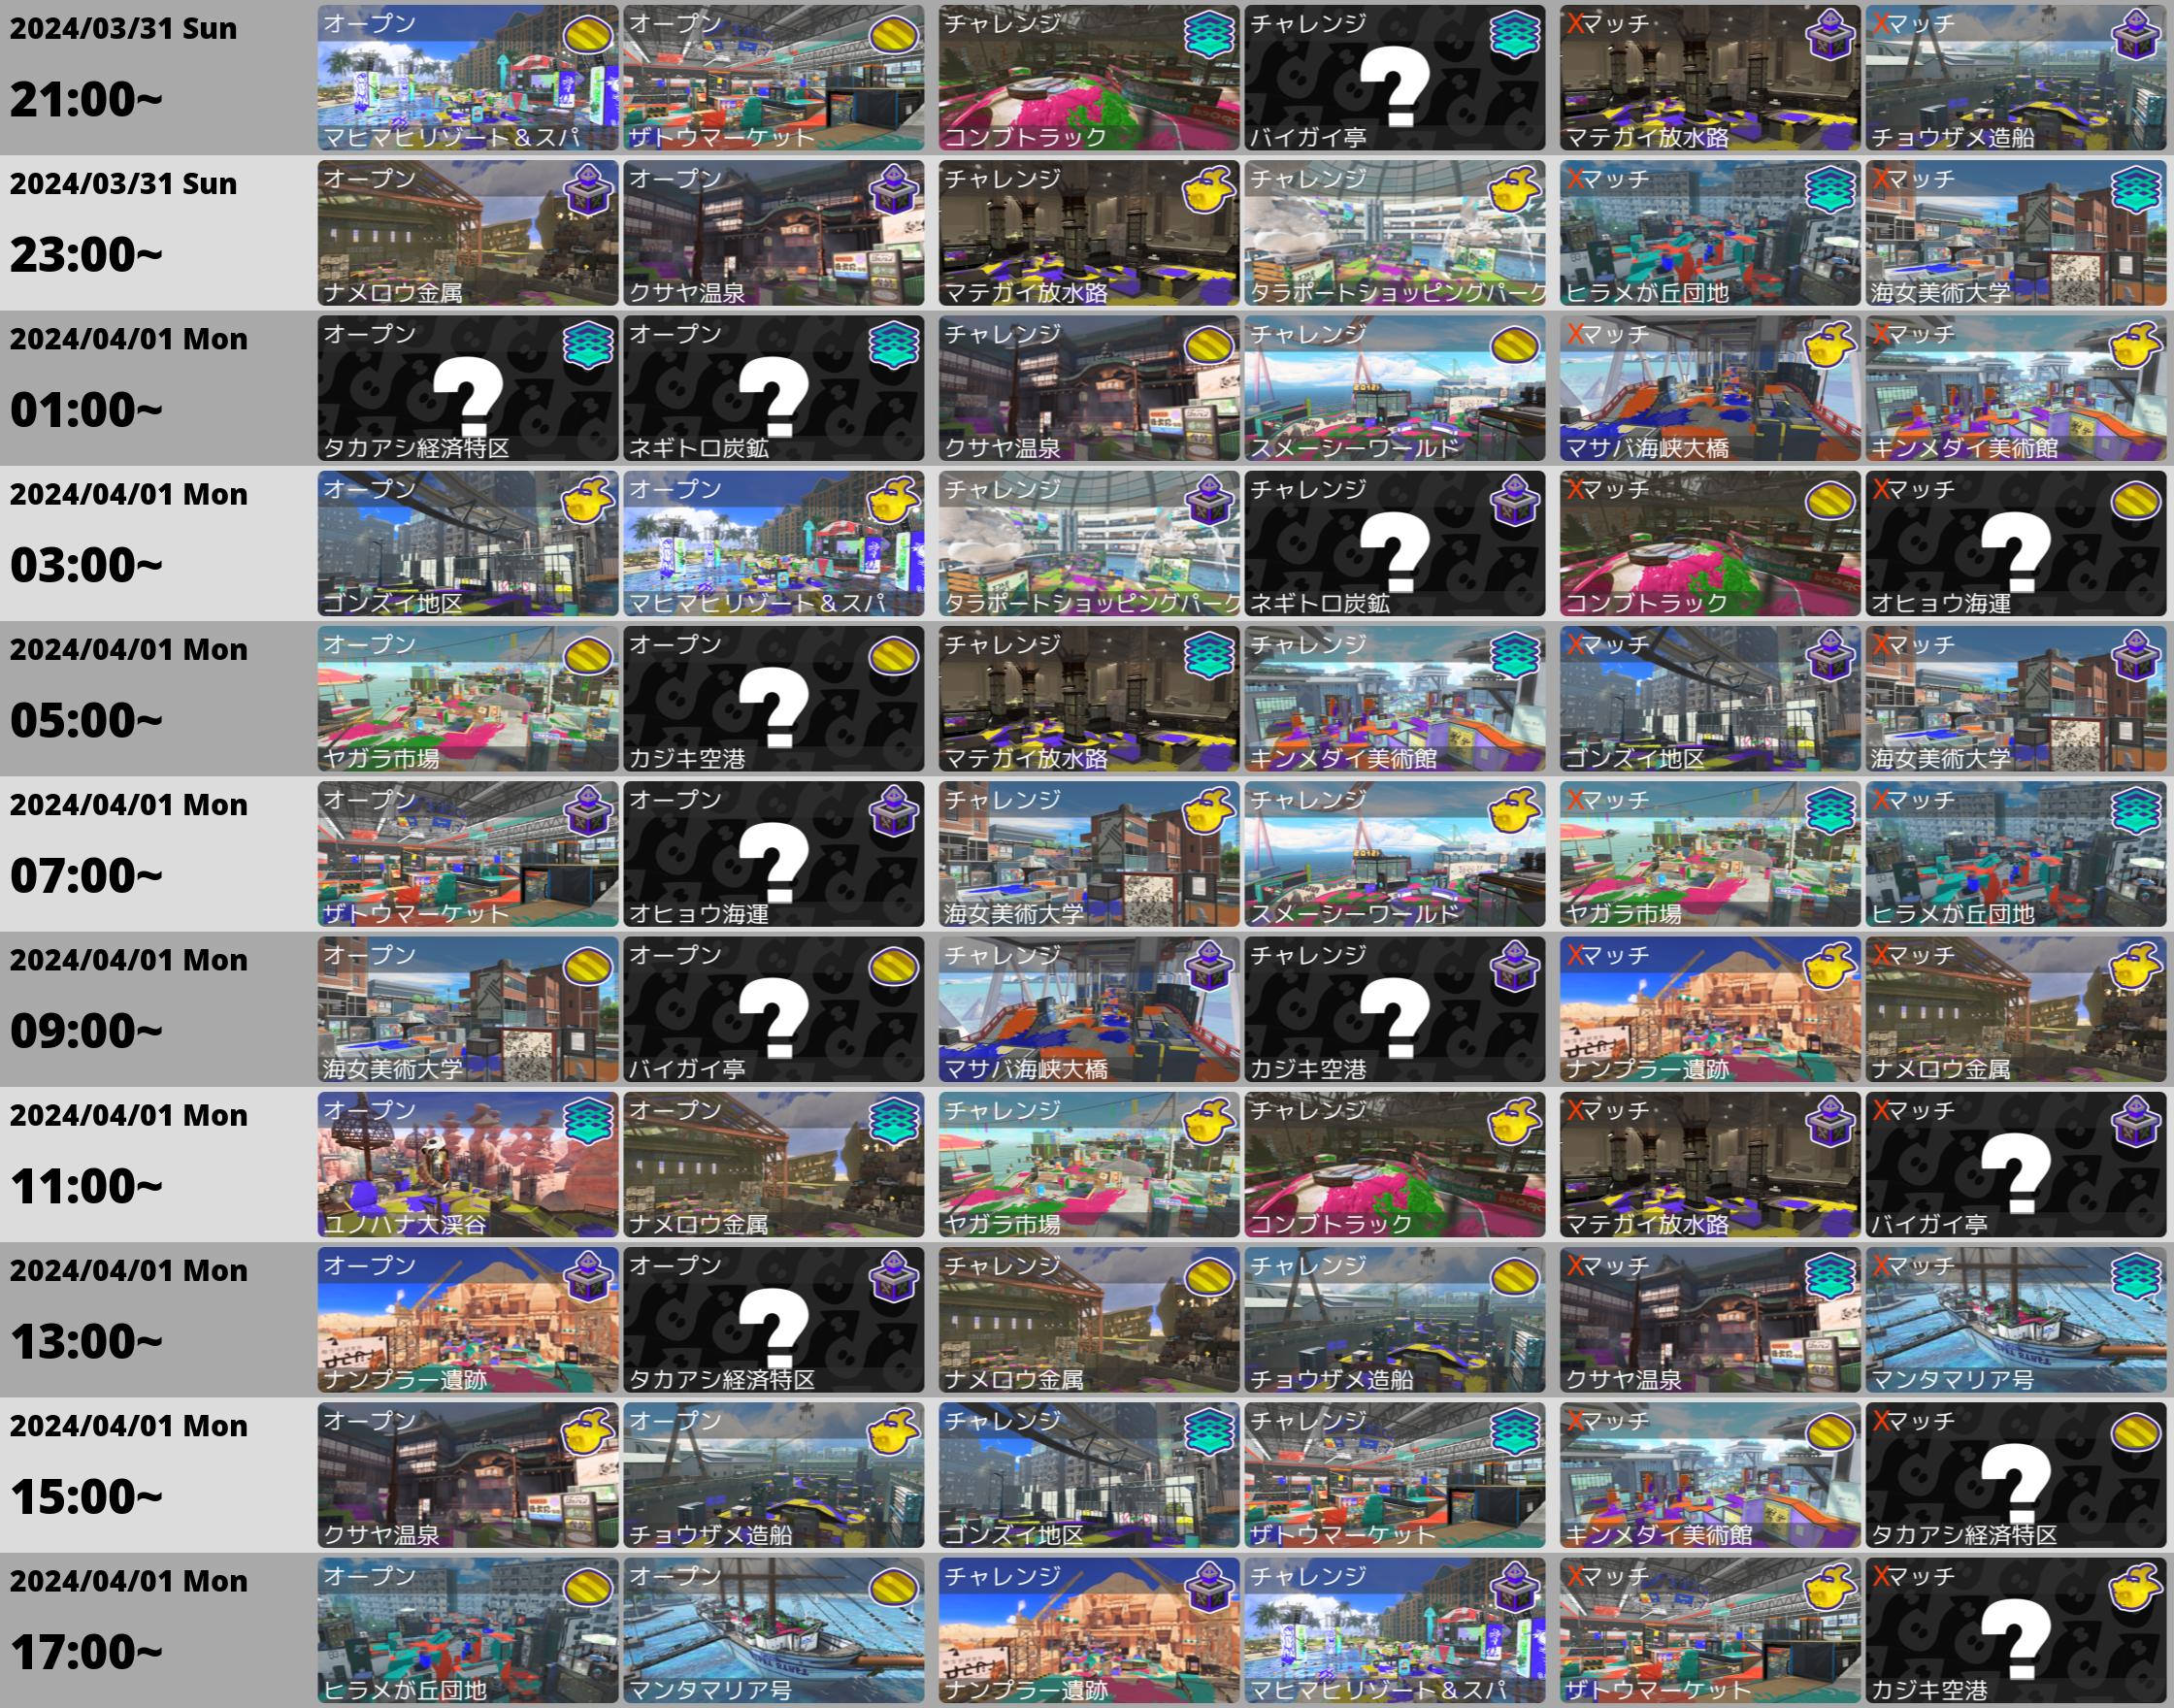 2024/03/31 Sun
21:00~
オープン
マヒマヒリゾート＆スパ
オープン
ザトウマーケット
チャレンジ
コンブトラック
チャレンジ
?
バイガイ亭
Xマッチ
マテガイ放水路
Xマッチ
チョウザメ造船
2024/03/31 Sun
23:00~
オープン
ナメロウ金属
オープン
クサヤ温泉
チャレンジ
マテガイ放水路
チャレンジ
タラポートショッピングパーク
Xマッチ
ヒラメが丘団地
Xマッチ
海女美術大学
2024/04/01 Mon
01:00~
オープン
?
タカアシ経済特区
オープン
?
ネギトロ炭鉱
チャレンジ
クサヤ温泉
チャレンジ
スメーシーワールド
Xマッチ
マサバ海峡大橋
Xマッチ
キンメダイ美術館
2024/04/01 Mon
03:00~
オープン
ゴンズイ地区
オープン
マヒマヒリゾート＆スパ
チャレンジ
タラポートショッピングパーク
チャレンジ
?
ネギトロ炭鉱
Xマッチ
コンブトラック
Xマッチ
?
オヒョウ海運
2024/04/01 Mon
05:00~
オープン
ヤガラ市場
オープン
?
カジキ空港
チャレンジ
マテガイ放水路
チャレンジ
キンメダイ美術館
Xマッチ
ゴンズイ地区
Xマッチ
海女美術大学
2024/04/01 Mon
07:00~
オープン
ザトウマーケット
オープン
?
オヒョウ海運
チャレンジ
海女美術大学
チャレンジ
スメーシーワールド
Xマッチ
ヤガラ市場
Xマッチ
ヒラメが丘団地
2024/04/01 Mon
09:00~
オープン
海女美術大学
オープン
?
バイガイ亭
チャレンジ
マサバ海峡大橋
チャレンジ
?
カジキ空港
Xマッチ
ナンプラー遺跡
Xマッチ
ナメロウ金属
2024/04/01 Mon
11:00~
オープン
ユノハナ大渓谷
オープン
ナメロウ金属
チャレンジ
ヤガラ市場
チャレンジ
コンブトラック
Xマッチ
マテガイ放水路
Xマッチ
?
バイガイ亭
2024/04/01 Mon
13:00~
オープン
ナンプラー遺跡
オープン
?
タカアシ経済特区
チャレンジ
ナメロウ金属
チャレンジ
チョウザメ造船
Xマッチ
クサヤ温泉
Xマッチ
マンタマリア号
2024/04/01 Mon
15:00~
オープン
クサヤ温泉
オープン
チョウザメ造船
チャレンジ
ゴンズイ地区
チャレンジ
ザトウマーケット
Xマッチ
キンメダイ美術館
Xマッチ
?
タカアシ経済特区
2024/04/01 Mon
17:00~
オープン
ヒラメが丘団地
オープン
マンタマリア号
チャレンジ
ナンプラー遺跡
チャレンジ
マヒマヒリゾート＆スパ
Xマッチ
ザトウマーケット
Xマッチ
?
カジキ空港